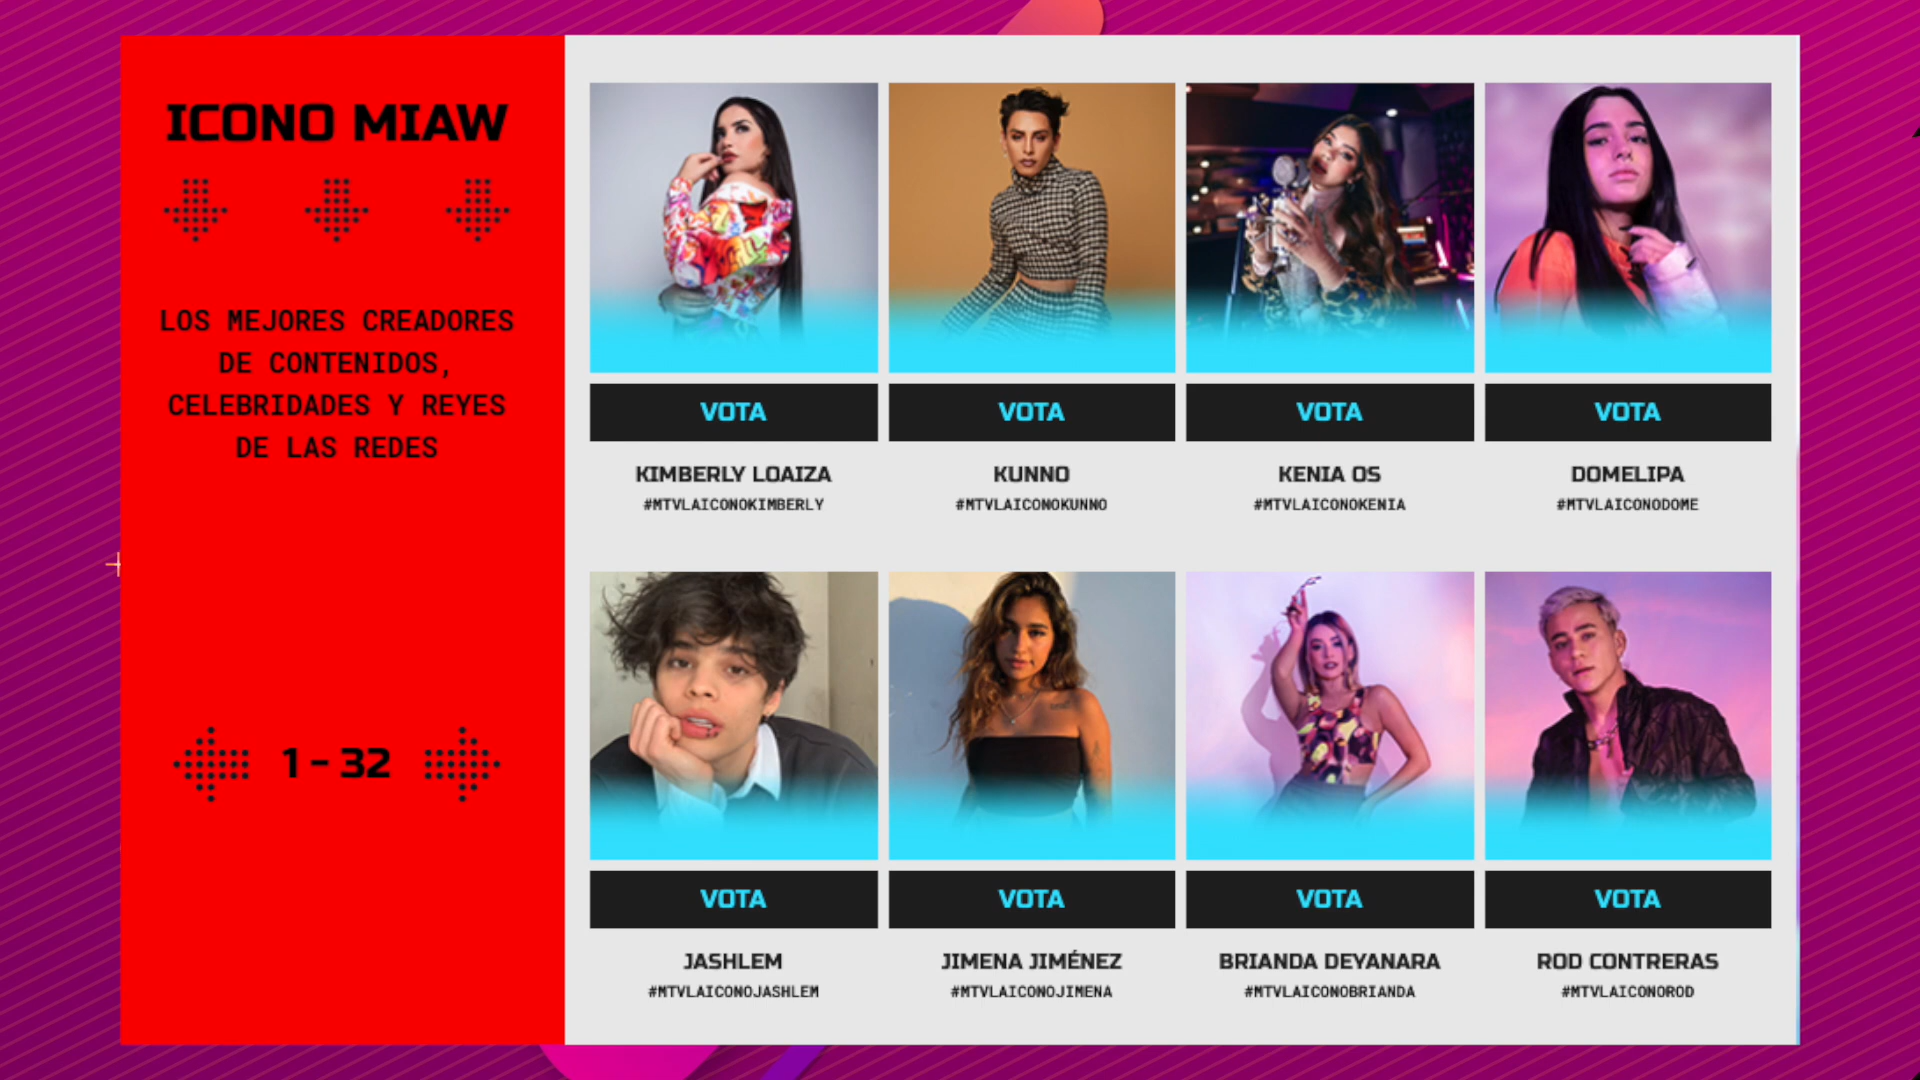 ICONO MIAW
LOS MEJORES CREADORES
DE CONTENIDOS,
CELEBRIDADES Y REYES
DE LAS REDES
1 - 32
VOTA
VOTA
VOTA
VOTA
KIMBERLY LOAIZA
KUNNO
KENIA OS
DOMELIPA
#MTVLAICONOKIMBERLY
#MTVLAICONOKUNNO
#MTVLAICONOKENIA
#MTVLAICONODOME
VOTA
VOTA
VOTA
VOTA
JASHLEM
JIMENA JIMÉNEZ
BRIANDA DEYANARA
ROD CONTRERAS
#MTVLAICONOJASHLEM
#MTVLAICONOJIMENA
#MTVLAICONOBRIANDA
#MTVLAICONOROD